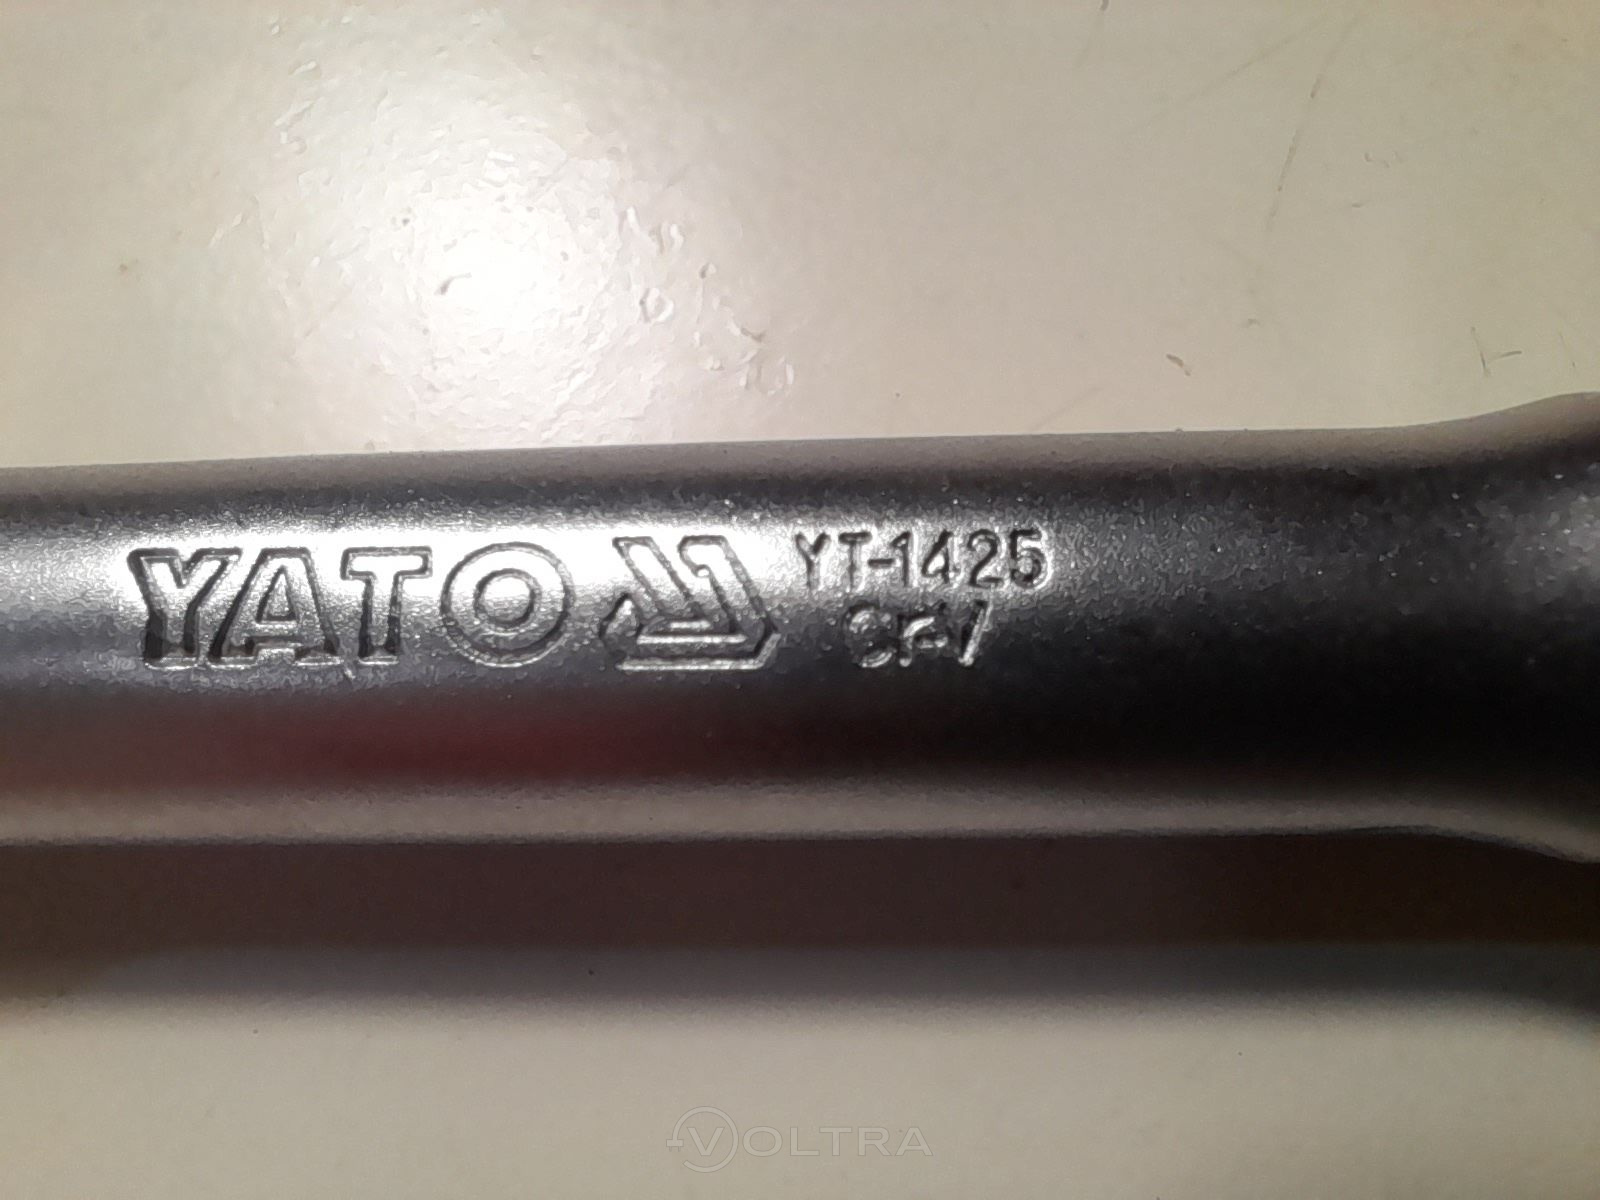 YATO YT-1425
Cr-V
VOLTRA